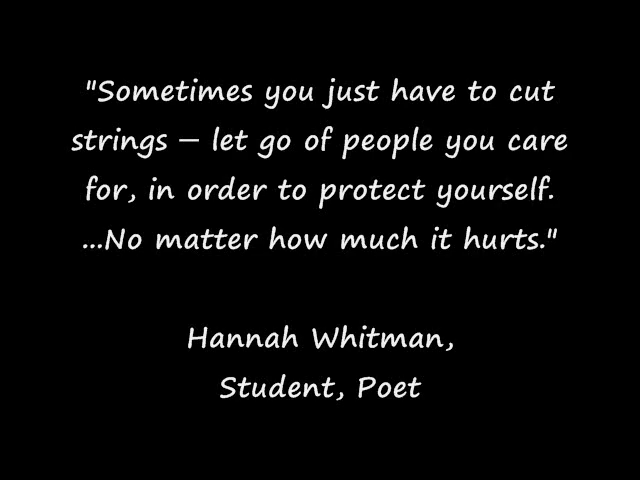 "Sometimes you just have to cut
strings – let go of people you care
for, in order to protect yourself.
...No matter how much it hurts."
Hannah Whitman,
Student, Poet